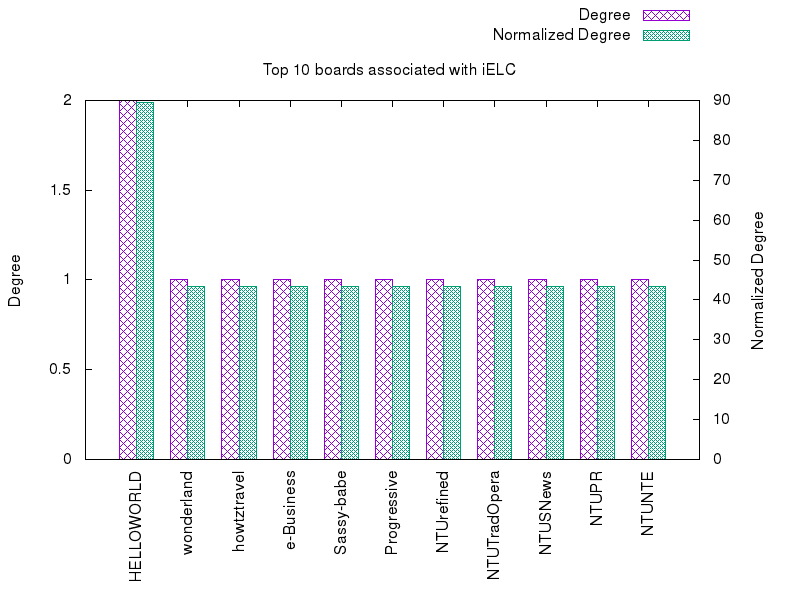 Degree
Normalized Degree
Top 10 boards associated with iELC
2
1.5
1
0.5
0
90
80
70
60
50
40
30
20
10
0
Degree
Normalized Degree
HELLOWORLD
wonderland
howtztravel
e-Business
Sassy-babe
Progressive
NTUrefined
NTUTradOpera
NTUSNews
NTUPR
NTUNTE